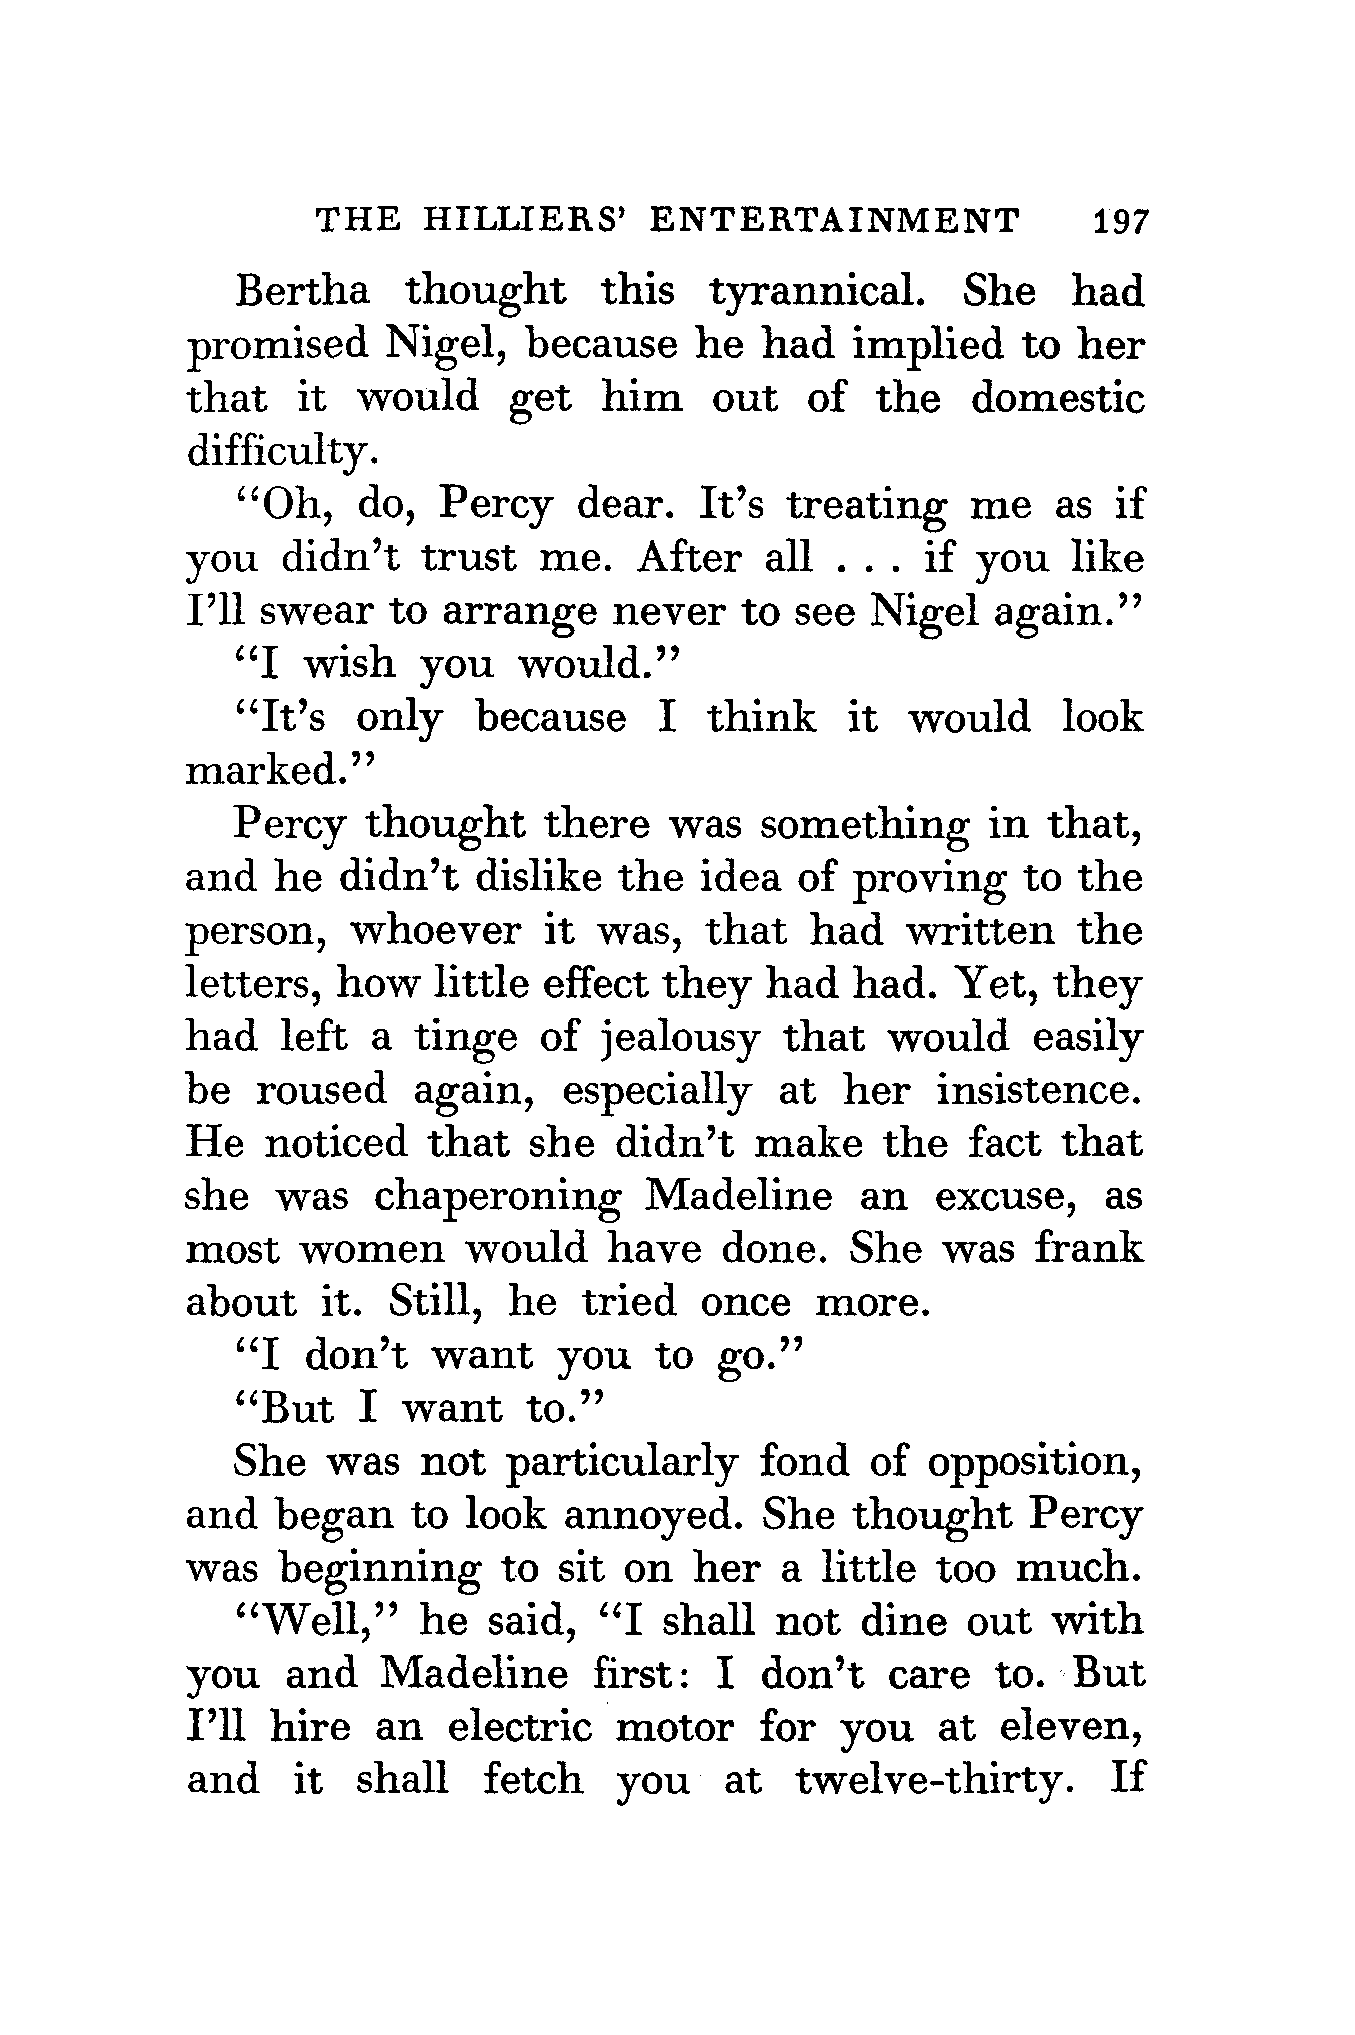 THE HILLIERS' ENTERTAINMENT 197
Bertha thought this tyrannical. She had
promised Nigel, because he had implied to her
that it would get him out of the domestic
difficulty.
"Oh, do, Percy dear. It's treating me as if
you didn't trust me. After all . . . if you like
I'll swear to arrange never to see Nigel again."
"I wish you would."
"It's only because I think it would look
marked."
Percy thought there was something in that,
and he didn't dislike the idea of proving to the
person, whoever it was, that had written the
letters, how little effect they had had. Yet, they
had left a tinge of jealousy that would easily
be roused again, especially at her insistence.
He noticed that she didn't make the fact that
she was chaperoning Madeline an excuse, as
most women would have done. She was frank
about it. Still, he tried once more.
"I don't want you to go."
"But I want to."
She was not particularly fond of opposition,
and began to look annoyed. She thought Percy
was beginning to sit on her a little too much.
"Well," he said, "I shall not dine out with
you and Madeline first: I don't care to. But
I'll hire an electric motor for you at eleven,
and it shall fetch you at twelve-thirty. If